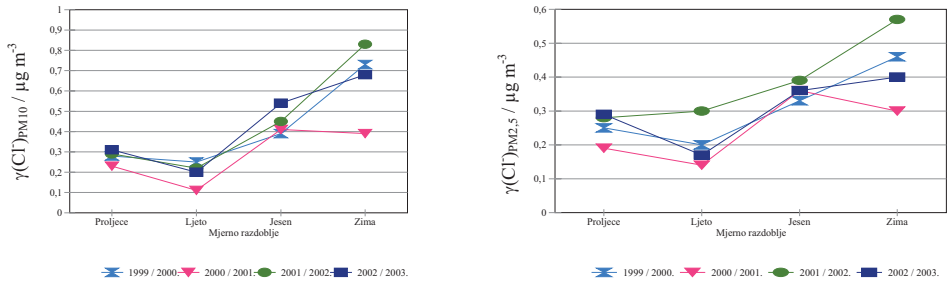 γ(Cl⁻)PM10 / µg m⁻³
1
0,9
0,8
0,7
0,6
0,5
0,4
0,3
0,2
0,1
0
Proljece Ljeto Jesen Zima
Mjerno razdoblje
1999 / 2000. 2000 / 2001. 2001 / 2002. 2002 / 2003.
γ(Cl⁻)PM2,5 / µg m⁻³
0,6
0,5
0,4
0,3
0,2
0,1
0
Proljece Ljeto Jesen Zima
Mjerno razdoblje
1999 / 2000. 2000 / 2001. 2001 / 2002. 2002 / 2003.